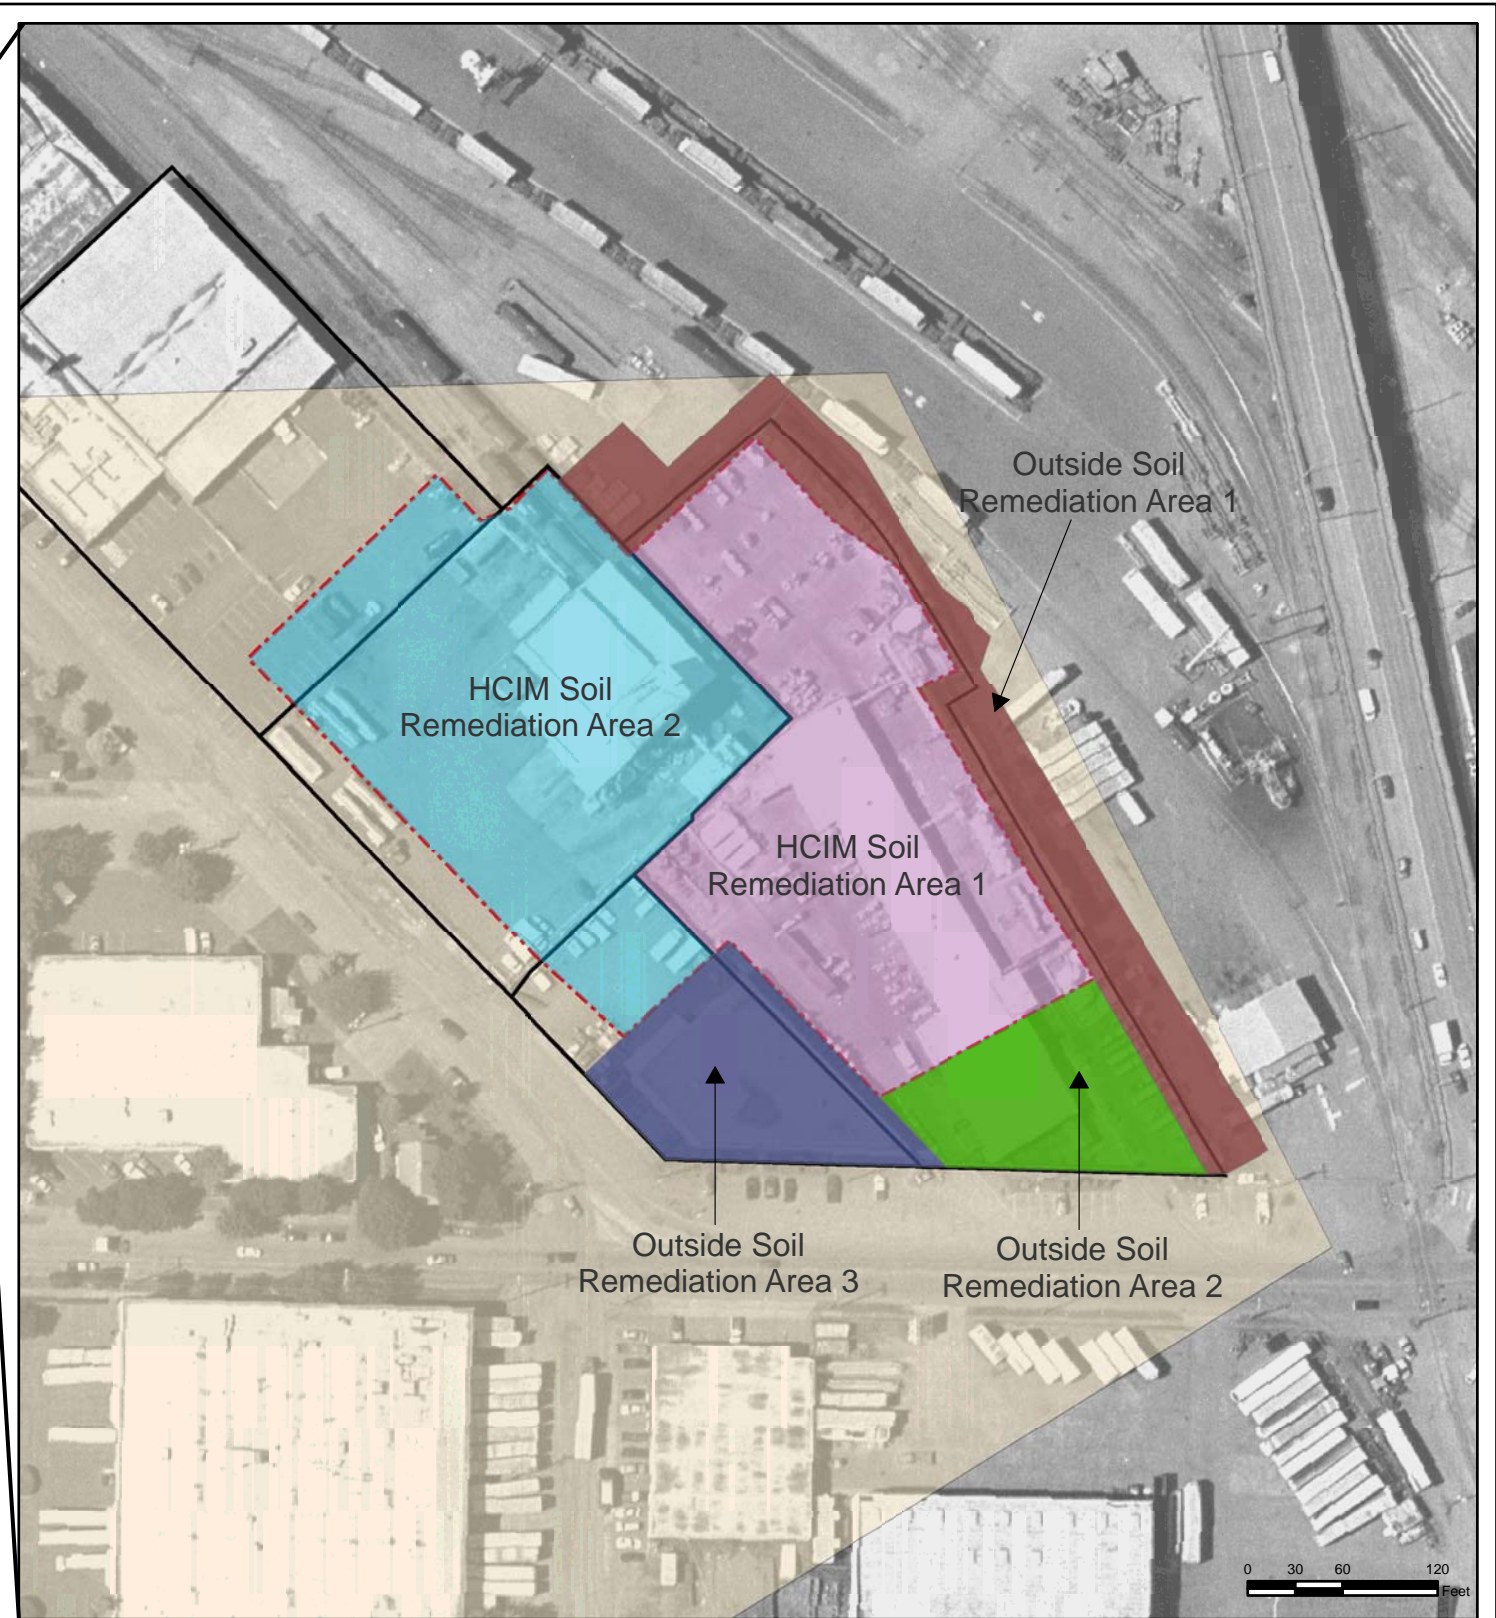 Outside Soil
Remediation Area 1
HCIM Soil
Remediation Area 2
HCIM Soil
Remediation Area 1
Outside Soil
Remediation Area 3
Outside Soil
Remediation Area 2
0 30 60 120
Feet